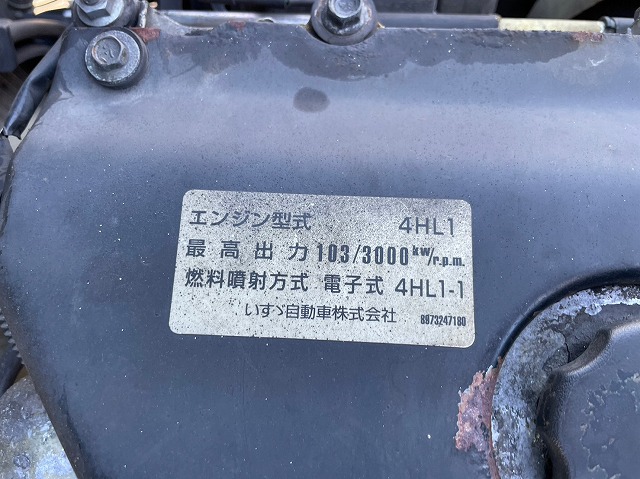 エンジン型式 4HL1
最高出力 103/3000 kw/r.p.m.
燃料噴射方式 電子式 4HL1-1
いすゞ自動車株式会社 8973247180